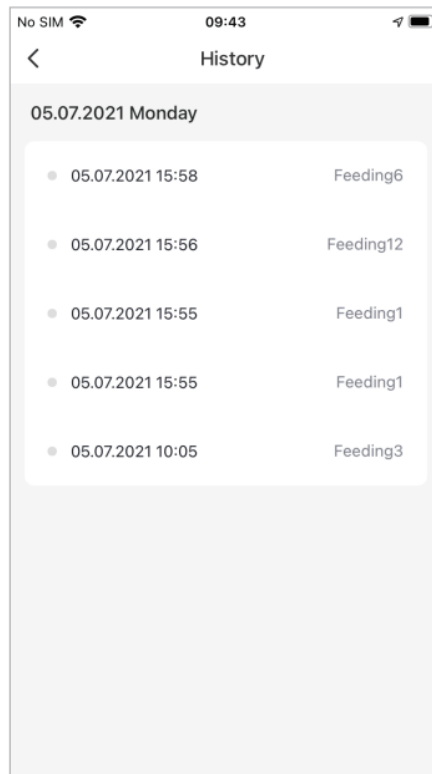 No SIM 09:43
History
05.07.2021 Monday
05.07.2021 15:58 Feeding6
05.07.2021 15:56 Feeding12
05.07.2021 15:55 Feeding1
05.07.2021 15:55 Feeding1
05.07.2021 10:05 Feeding3